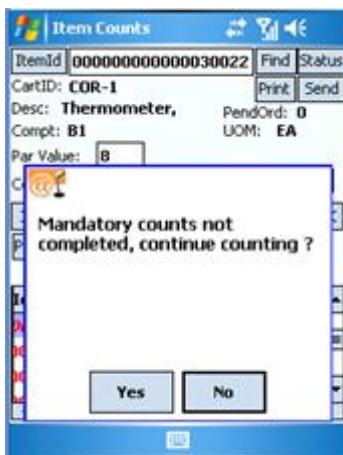 Item Counts
ItemId 000000000000030022 Find Status
CartID: COR-1 Print Send
Desc: Thermometer, PendOrd: 0
Compt: B1 UOM: EA
Par Value: 8
Mandatory counts not
completed, continue counting ?
Yes No